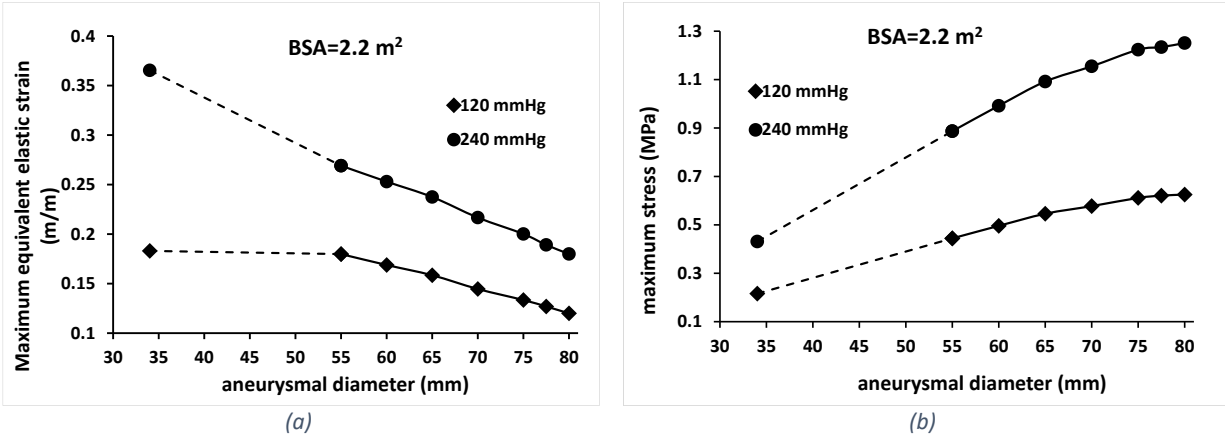 BSA=2.2 m²
120 mmHg
240 mmHg
Maximum equivalent elastic strain
(m/m)
0.4
0.35
0.3
0.25
0.2
0.15
0.1
30 35 40 45 50 55 60 65 70 75 80
aneurysmal diameter (mm)
(a)
BSA=2.2 m²
120 mmHg
240 mmHg
maximum stress (MPa)
1.3
1.1
0.9
0.7
0.5
0.3
0.1
30 35 40 45 50 55 60 65 70 75 80
aneurysmal diameter (mm)
(b)